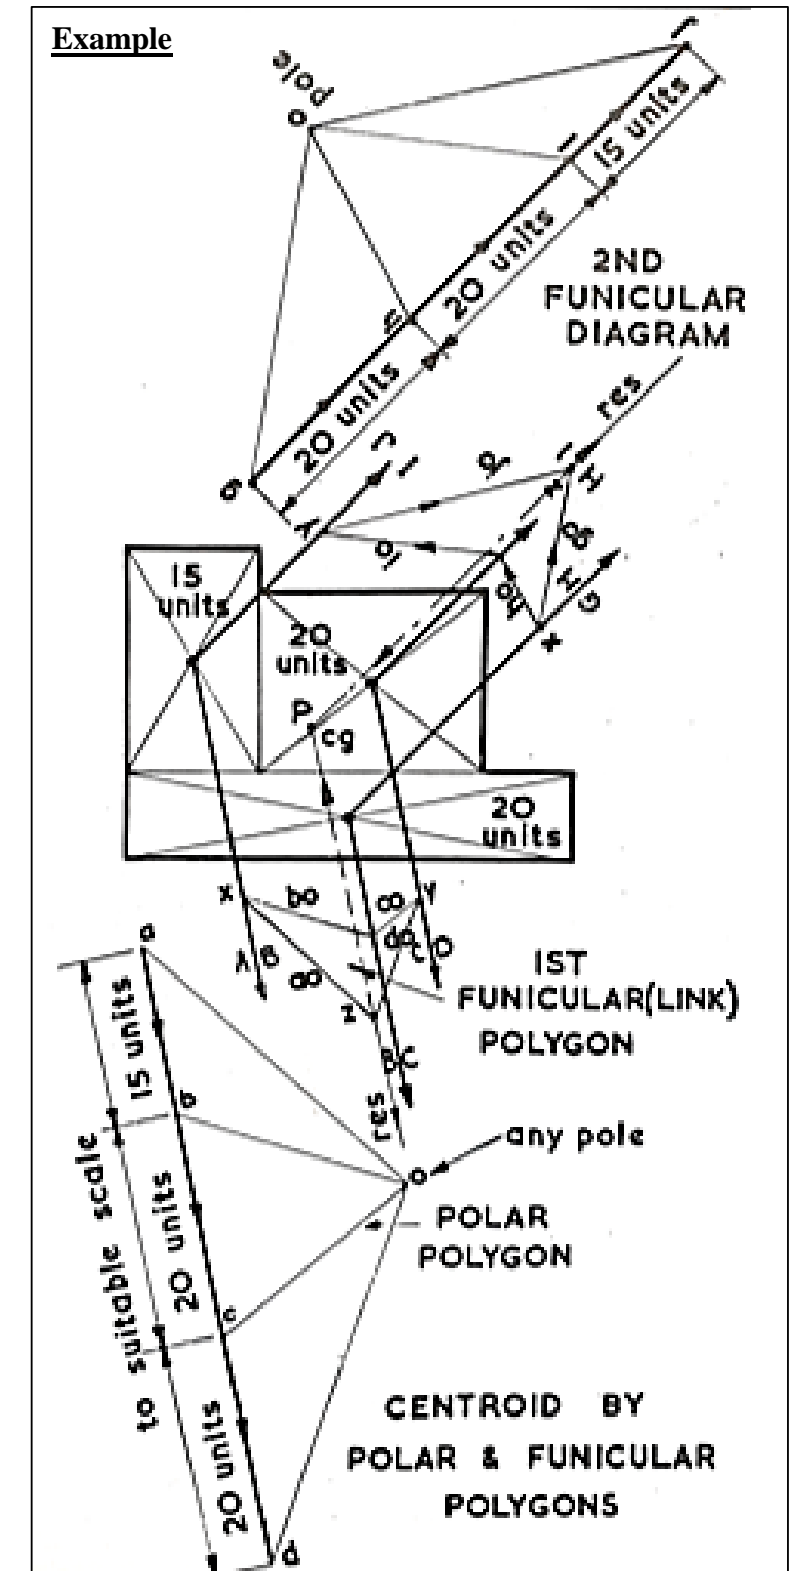 Example
pole
o
J
I
15 units
20 units
2ND
FUNICULAR
DIAGRAM
H
20 units
G
res
J
I
H
G
15
units
20
units
P
cg
20
units
x
bo
co
Y
do
A
B
ao
C
D
z
1ST
FUNICULAR(LINK)
POLYGON
res
a
15 units
b
any pole
o
to suitable scale
20 units
POLAR
POLYGON
c
20 units
d
CENTROID BY
POLAR & FUNICULAR
POLYGONS